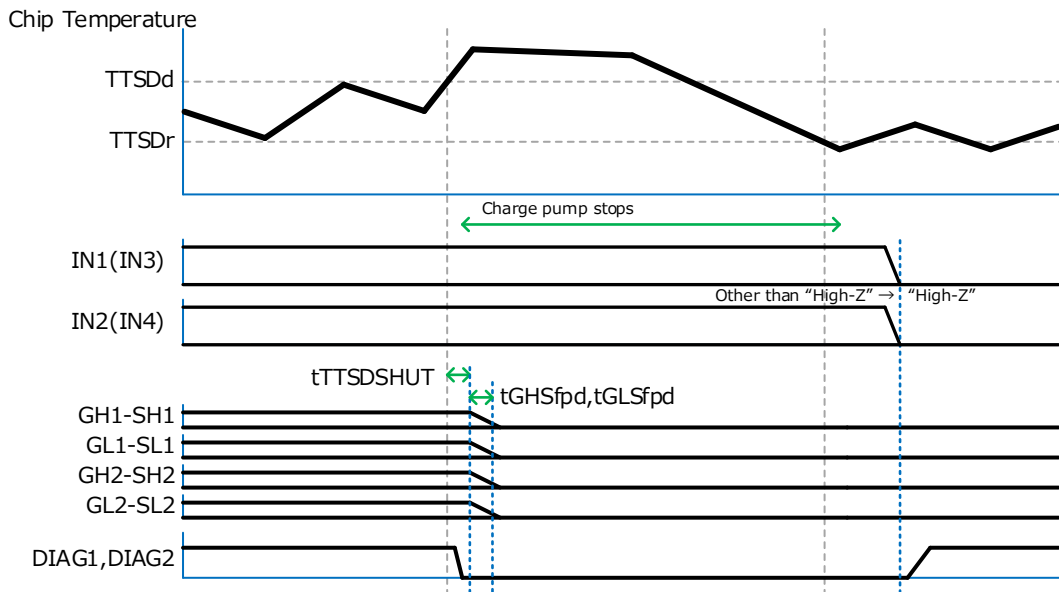 Chip Temperature
TTSDd
TTSDr
Charge pump stops
IN1(IN3)
Other than “High-Z” → “High-Z”
IN2(IN4)
tTTSDSHUT
tGHSfpd,tGLSfpd
GH1-SH1
GL1-SL1
GH2-SH2
GL2-SL2
DIAG1,DIAG2